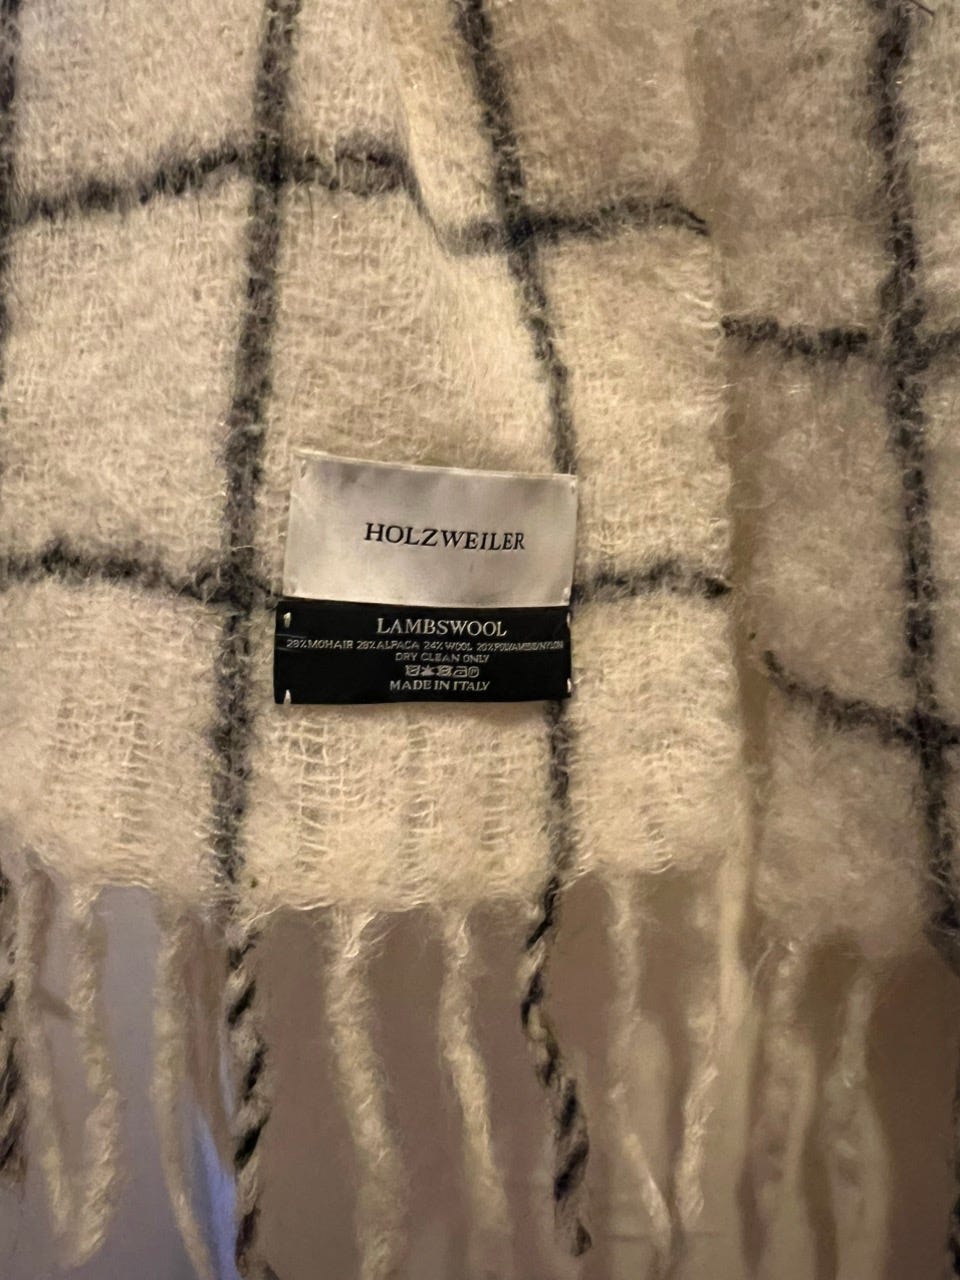 HOLZWEILER
LAMBSWOOL
28%MOHAIR 28%ALPACA 24% WOOL 20%POLYAMIDE/NYLON
DRY CLEAN ONLY
MADE IN ITALY